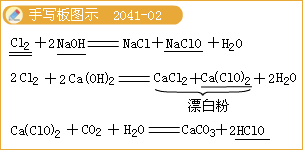 手写板图示 2041-02
Cl₂ + 2NaOH══NaCl + NaClO + H₂O
2Cl₂ + 2Ca(OH)₂══CaCl₂+Ca(ClO)₂ + 2H₂O
漂白粉
Ca(ClO)₂ + CO₂ + H₂O══CaCO₃+2HClO